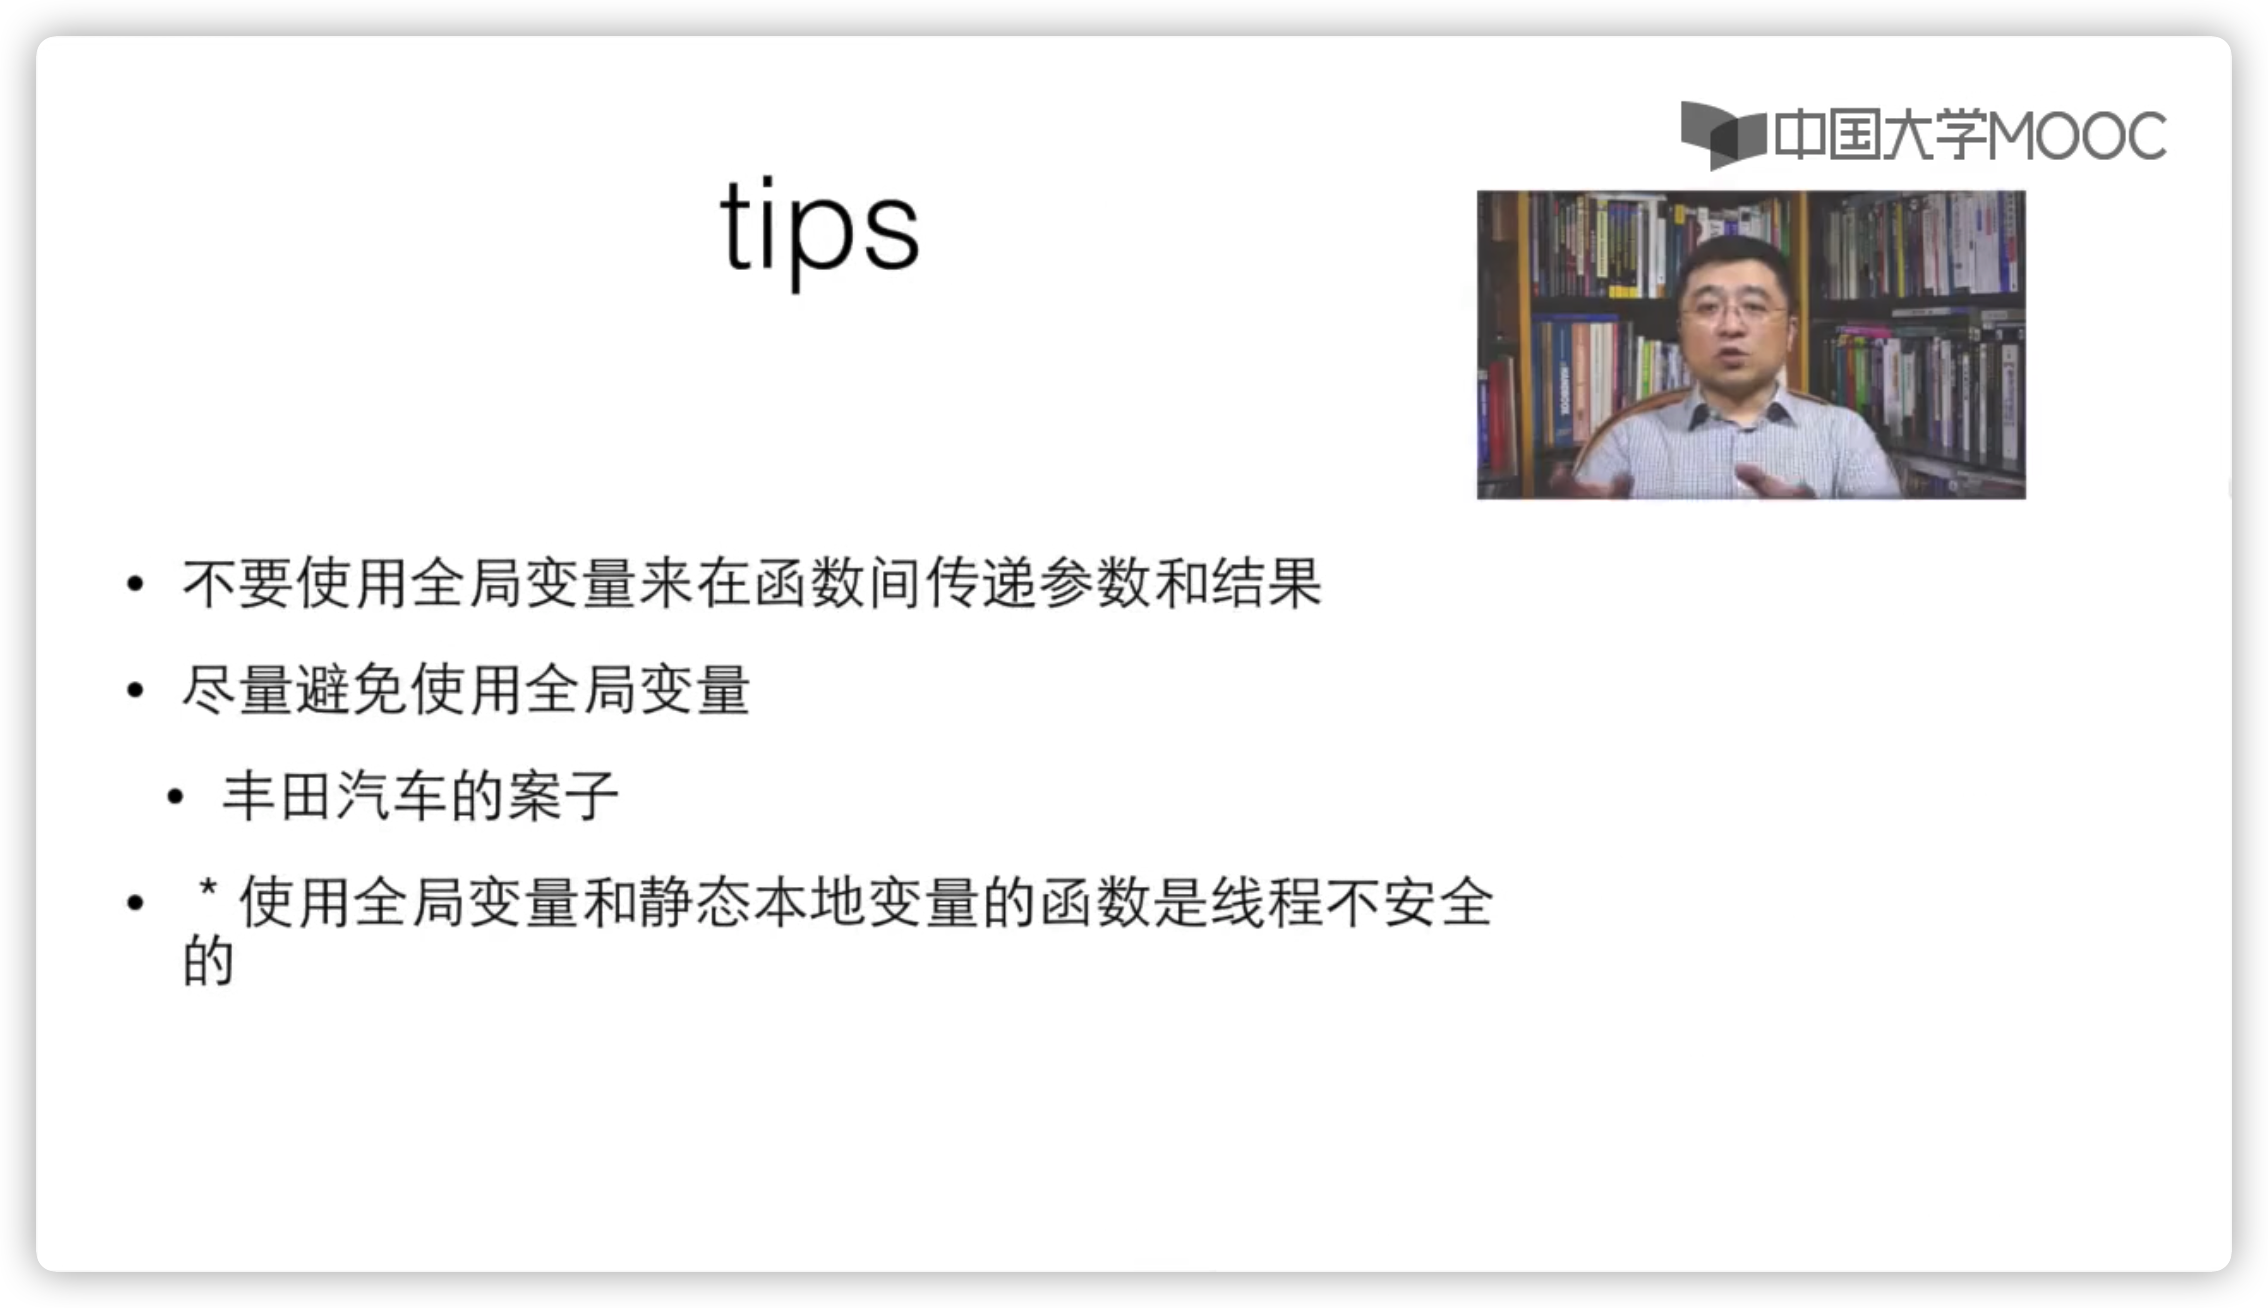 中国大学MOOC
tips
• 不要使用全局变量来在函数间传递参数和结果
• 尽量避免使用全局变量
• 丰田汽车的案子
• * 使用全局变量和静态本地变量的函数是线程不安全
的